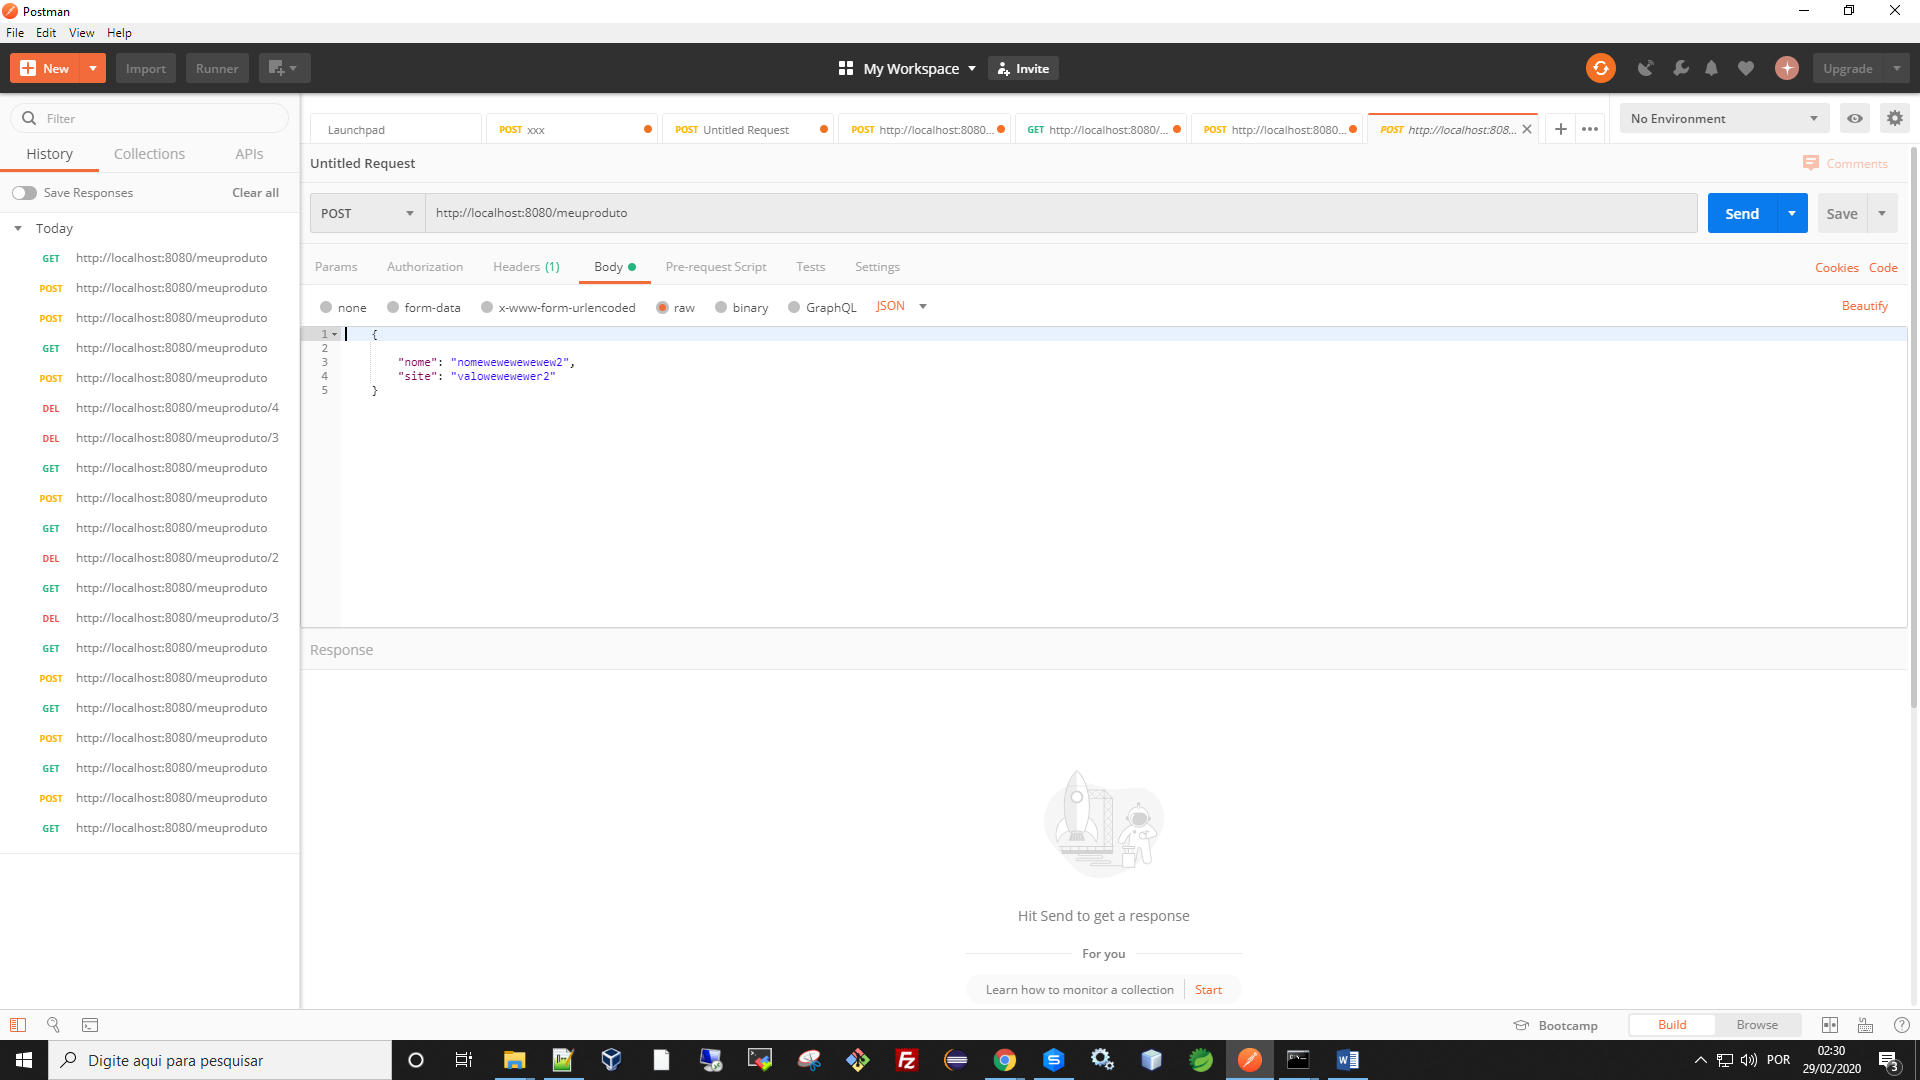 Postman
File Edit View Help
New Import Runner My Workspace Invite Upgrade
Filter
History Collections APIs
Save Responses Clear all
Today
GET http://localhost:8080/meuproduto
POST http://localhost:8080/meuproduto
POST http://localhost:8080/meuproduto
GET http://localhost:8080/meuproduto
POST http://localhost:8080/meuproduto
DEL http://localhost:8080/meuproduto/4
DEL http://localhost:8080/meuproduto/3
GET http://localhost:8080/meuproduto
POST http://localhost:8080/meuproduto
GET http://localhost:8080/meuproduto
DEL http://localhost:8080/meuproduto/2
GET http://localhost:8080/meuproduto
DEL http://localhost:8080/meuproduto/3
GET http://localhost:8080/meuproduto
POST http://localhost:8080/meuproduto
GET http://localhost:8080/meuproduto
POST http://localhost:8080/meuproduto
GET http://localhost:8080/meuproduto
POST http://localhost:8080/meuproduto
GET http://localhost:8080/meuproduto
Launchpad POST xxx POST Untitled Request POST http://localhost:8080... GET http://localhost:8080/... POST http://localhost:8080... POST http://localhost:808... No Environment
Untitled Request Comments
POST http://localhost:8080/meuproduto Send Save
Params Authorization Headers (1) Body Pre-request Script Tests Settings Cookies Code
none form-data x-www-form-urlencoded raw binary GraphQL JSON Beautify
1 {
2
3 "nome": "nomewewewewewew2",
4 "site": "valowewewewer2"
5 }
Response
Hit Send to get a response
For you
Learn how to monitor a collection Start
Bootcamp Build Browse
Digite aqui para pesquisar
POR
02:30
29/02/2020
3